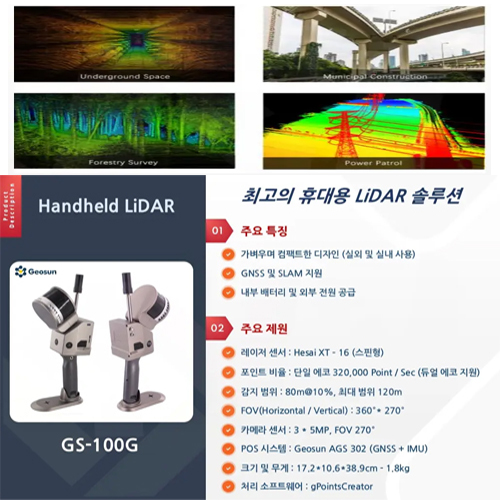 Underground Space
Municipal Construction
Forestry Survey
Power Patrol
Product
Description
Handheld LiDAR
최고의 휴대용 LiDAR 솔루션
01 주요 특징
가벼우며 컴팩트한 디자인 (실외 및 실내 사용)
GNSS 및 SLAM 지원
내부 배터리 및 외부 전원 공급
Geosun
02 주요 제원
레이저 센서 : Hesai XT - 16 (스핀형)
포인트 비율 : 단일 에코 320,000 Point / Sec (듀얼 에코 지원)
감지 범위 : 80m@10%, 최대 범위 120m
FOV(Horizontal / Vertical) : 360°* 270°
카메라 센서 : 3 * 5MP, FOV 270°
POS 시스템 : Geosun AGS 302 (GNSS + IMU)
크기 및 무게 : 17.2*10.6*38.9cm - 1.8kg
처리 소프트웨어 : gPointsCreator
GS-100G